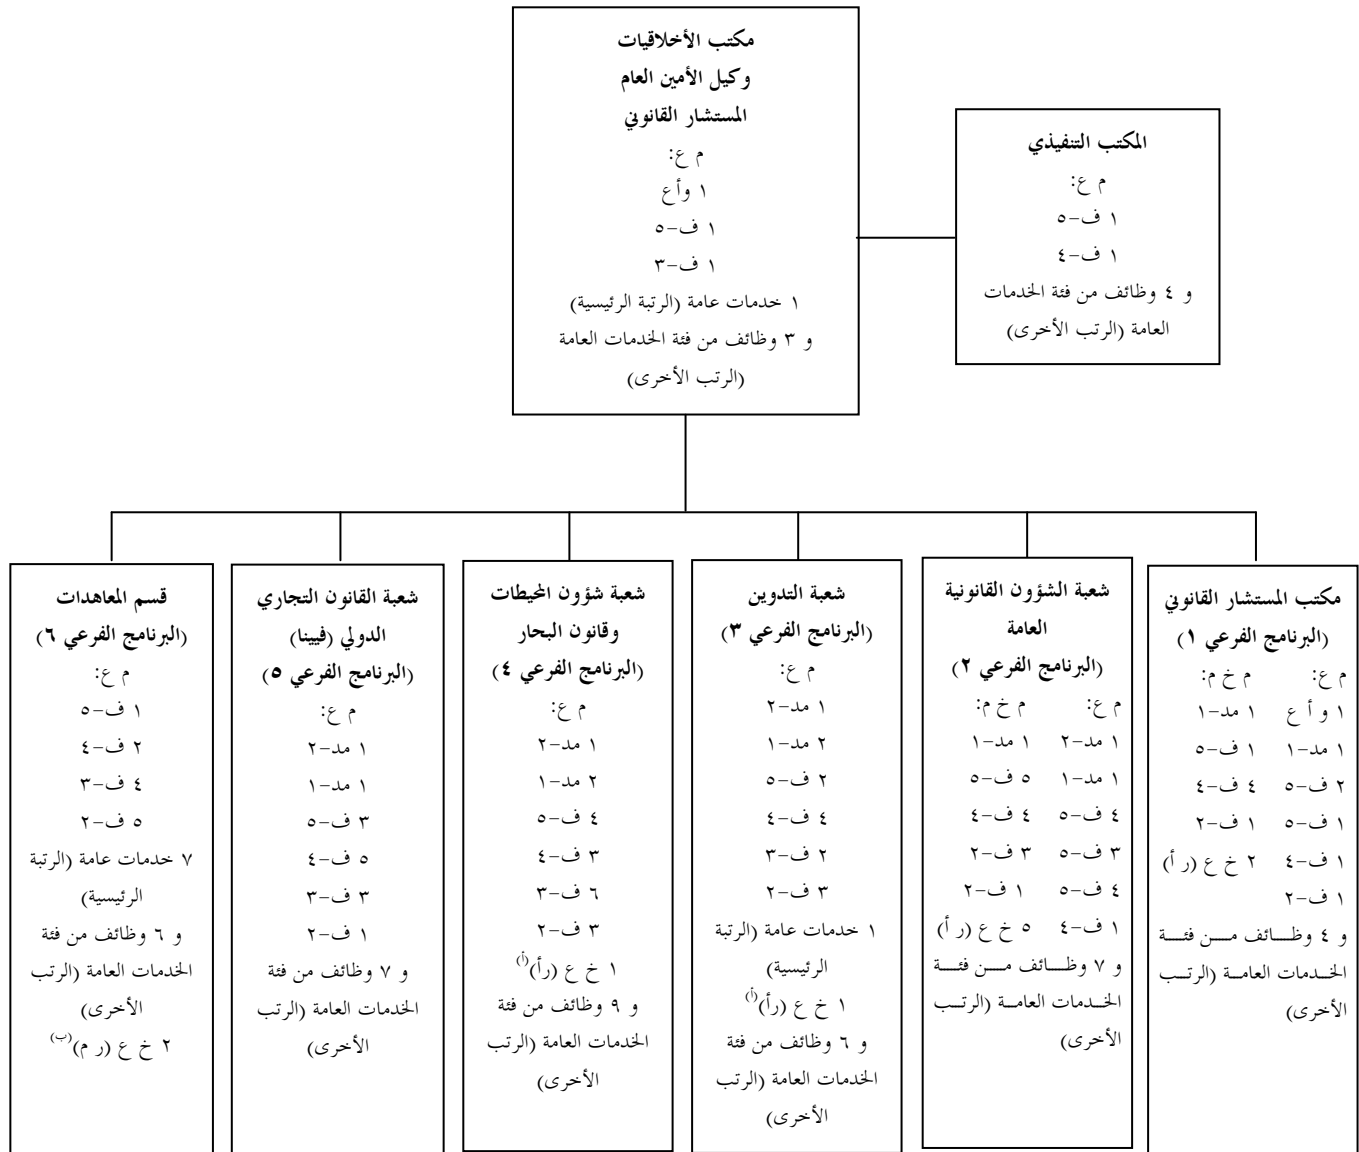 مكتب الأخلاقيات
وكيل الأمين العام
المستشار القانوني
م ع:
١ وأع
١ ف-٥
١ ف-٣
١ خدمات عامة (الرتبة الرئيسية)
و ٣ وظائف من فئة الخدمات العامة
(الرتب الأخرى)
المكتب التنفيذي
م ع:
١ ف-٥
١ ف-٤
و ٤ وظائف من فئة الخدمات
العامة (الرتب الأخرى)
مكتب المستشار القانوني
(البرنامج الفرعي ١)
م ع: م خ م:
١ و أ ع ١ مد-١
١ مد-١ ١ ف-٥
٢ ف-٥ ٤ ف-٤
١ ف-٥ ١ ف-٢
١ ف-٤ ٢ خ ع (ر أ)
١ ف-٢
و ٤ وظائف من فئة
الخدمات العامة (الرتب
الأخرى)
شعبة الشؤون القانونية
العامة
(البرنامج الفرعي ٢)
م ع: م خ م:
١ مد-٢ ١ مد-١
١ مد-١ ٥ ف-٥
٤ ف-٥ ٤ ف-٤
٣ ف-٥ ٣ ف-٢
٤ ف-٥ ١ ف-٢
١ ف-٤ ٥ خ ع (ر أ)
و ٧ وظائف من فئة
الخدمات العامة (الرتب
الأخرى)
شعبة التدوين
(البرنامج الفرعي ٣)
م ع:
١ مد-٢
٢ مد-١
٢ ف-٥
٤ ف-٤
٢ ف-٣
٣ ف-٢
١ خدمات عامة (الرتبة
الرئيسية)
١ خ ع (رأ)(أ)
و ٦ وظائف من فئة
الخدمات العامة (الرتب
الأخرى)
شعبة شؤون المحيطات
وقانون البحار
(البرنامج الفرعي ٤)
م ع:
١ مد-٢
٢ مد-١
٤ ف-٥
٣ ف-٤
٦ ف-٣
٣ ف-٢
١ خ ع (رأ)(أ)
و ٩ وظائف من فئة
الخدمات العامة (الرتب
الأخرى)
شعبة القانون التجاري
الدولي (فيينا)
(البرنامج الفرعي ٥)
م ع:
١ مد-٢
١ مد-١
٣ ف-٥
٥ ف-٤
٣ ف-٣
١ ف-٢
و ٧ وظائف من فئة
الخدمات العامة (الرتب
الأخرى)
قسم المعاهدات
(البرنامج الفرعي ٦)
م ع:
١ ف-٥
٢ ف-٤
٤ ف-٣
٥ ف-٢
٧ خدمات عامة (الرتبة
الرئيسية)
و ٦ وظائف من فئة
الخدمات العامة (الرتب
الأخرى)
٢ خ ع (ر م)(ب)